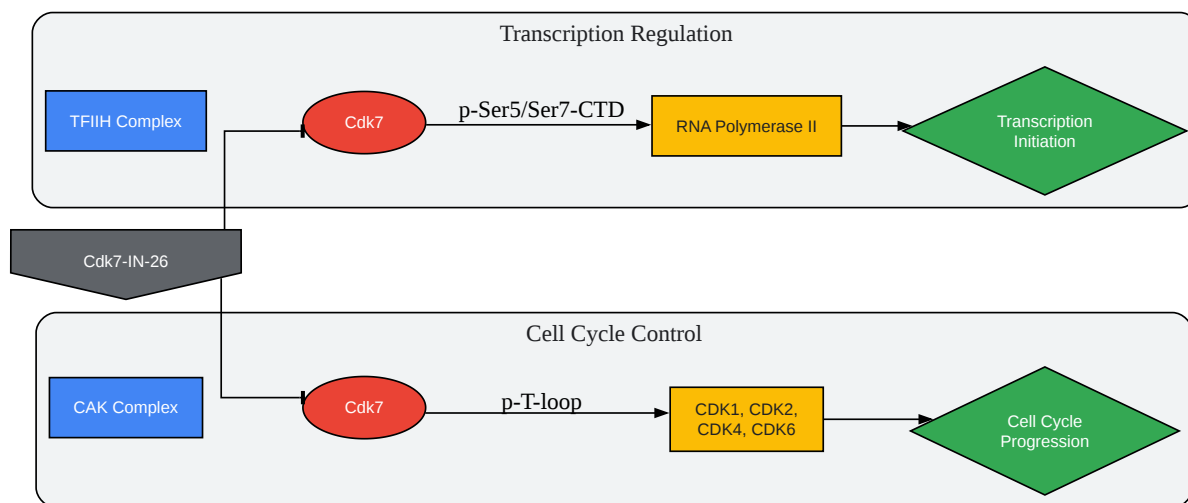 Transcription Regulation
TFIIH Complex
Cdk7
p-Ser5/Ser7-CTD
RNA Polymerase II
Transcription
Initiation
Cdk7-IN-26
Cell Cycle Control
CAK Complex
Cdk7
p-T-loop
CDK1, CDK2,
CDK4, CDK6
Cell Cycle
Progression